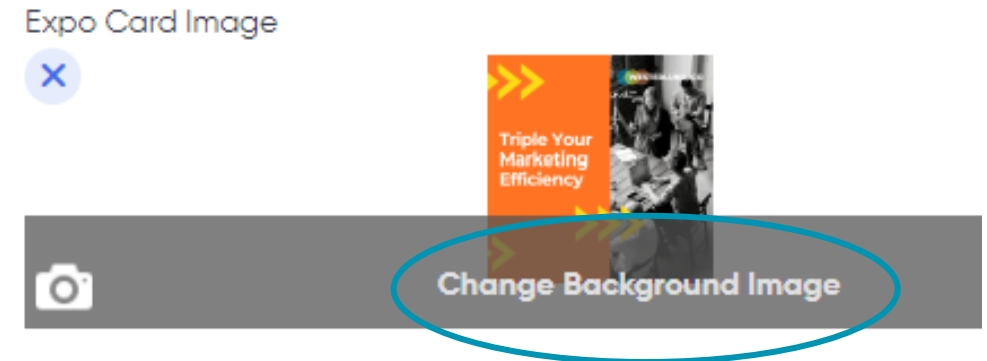 Expo Card Image
Triple Your
Marketing
Efficiency
Change Background Image